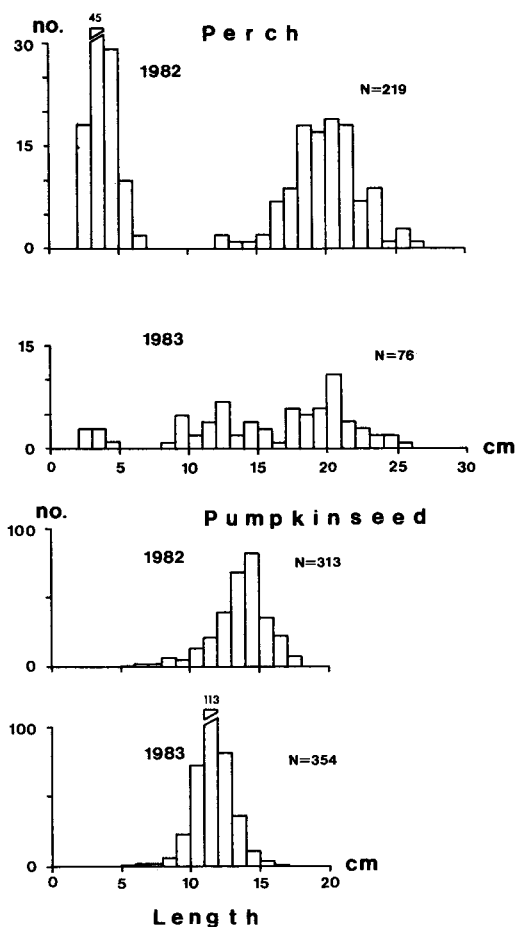 45
no. Perch
30
1982
N=219
15
0
1983
15
N=76
0
cm
0 5 10 15 20 25 30
no. Pumpkinseed
100
1982
N=313
0
113
100
1983
N=354
0
cm
0 5 10 15 20
Length